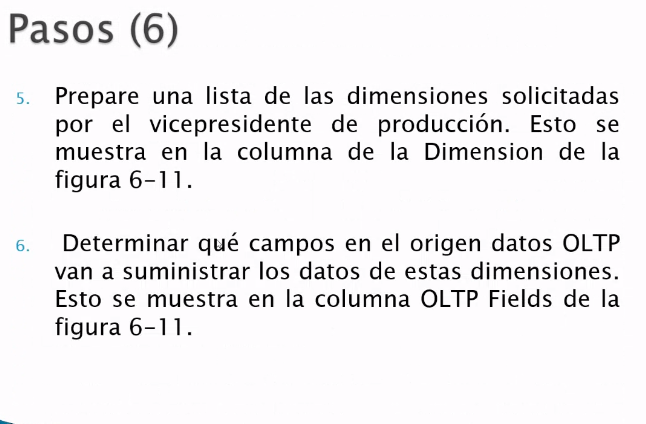 Pasos (6)
5. Prepare una lista de las dimensiones solicitadas
por el vicepresidente de producción. Esto se
muestra en la columna de la Dimension de la
figura 6-11.
6. Determinar qué campos en el origen datos OLTP
van a suministrar los datos de estas dimensiones.
Esto se muestra en la columna OLTP Fields de la
figura 6-11.